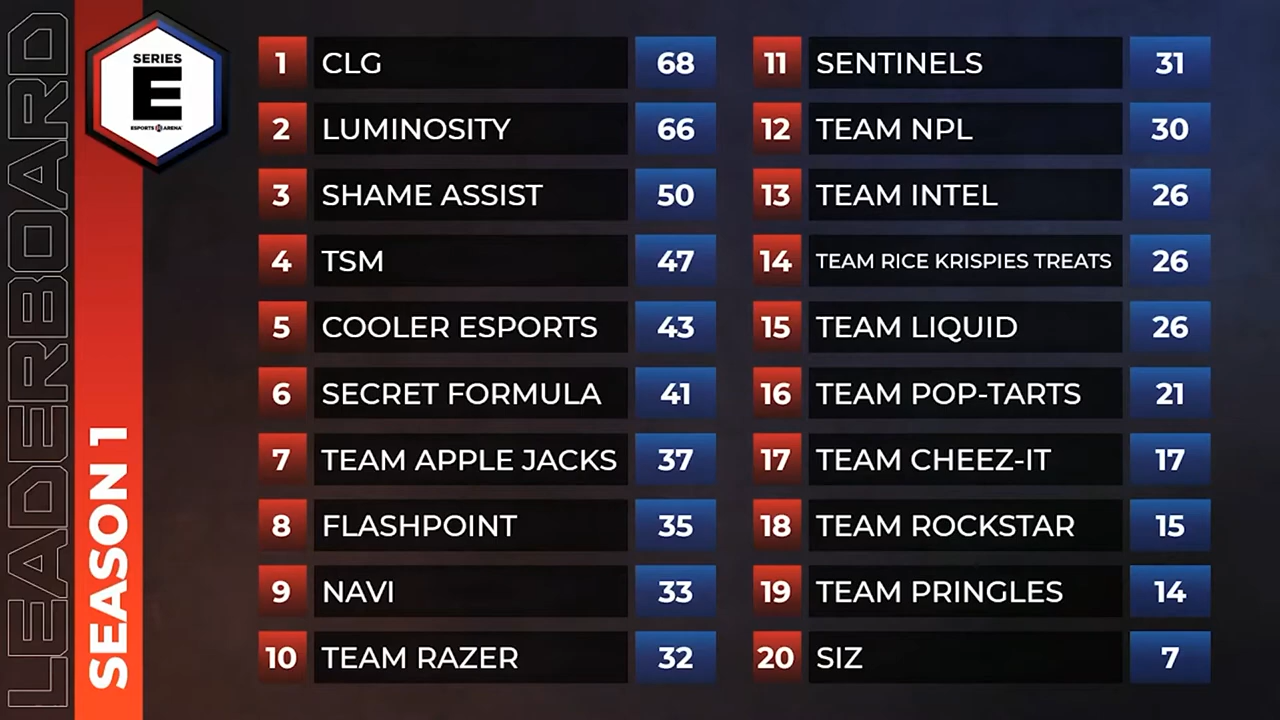 LEADERBOARD
SEASON 1
SERIES
E
ESPORTS ARENA
1 CLG 68
2 LUMINOSITY 66
3 SHAME ASSIST 50
4 TSM 47
5 COOLER ESPORTS 43
6 SECRET FORMULA 41
7 TEAM APPLE JACKS 37
8 FLASHPOINT 35
9 NAVI 33
10 TEAM RAZER 32
11 SENTINELS 31
12 TEAM NPL 30
13 TEAM INTEL 26
14 TEAM RICE KRISPIES TREATS 26
15 TEAM LIQUID 26
16 TEAM POP-TARTS 21
17 TEAM CHEEZ-IT 17
18 TEAM ROCKSTAR 15
19 TEAM PRINGLES 14
20 SIZ 7